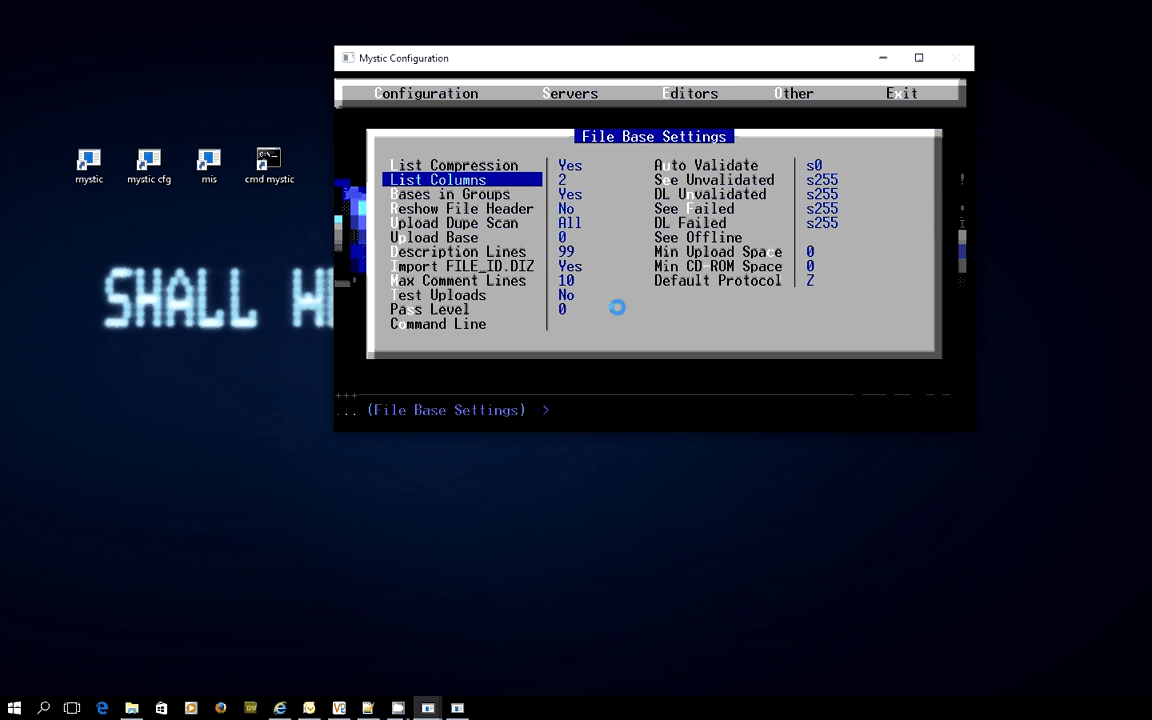 Mystic Configuration
Configuration Servers Editors Other Exit
File Base Settings
List Compression Yes Auto Validate s0
List Columns 2 See Unvalidated s255
Bases in Groups Yes DL Unvalidated s255
Reshow File Header No See Failed s255
Upload Dupe Scan All DL Failed s255
Upload Base 0 See Offline
Description Lines 99 Min Upload Space 0
Import FILE_ID.DIZ Yes Min CD-ROM Space 0
Max Comment Lines 10 Default Protocol Z
Test Uploads No
Pass Level 0
Command Line
... (File Base Settings) >
mystic mystic cfg mis cmd mystic
SHALL